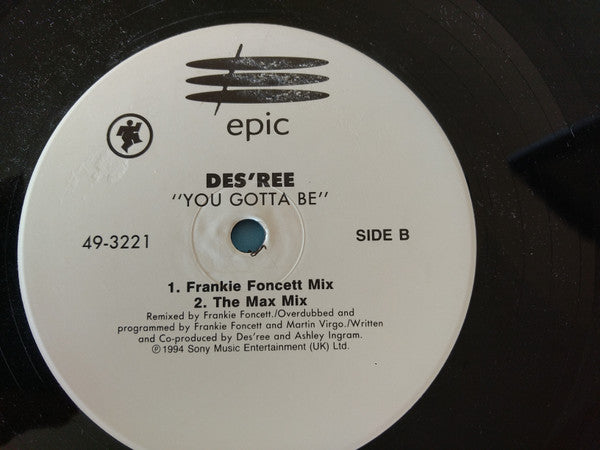 epic
DES'REE
"YOU GOTTA BE"
49-3221
SIDE B
1. Frankie Foncett Mix
2. The Max Mix
Remixed by Frankie Foncett./Overdubbed and
programmed by Frankie Foncett and Martin Virgo./Written
and Co-produced by Des'ree and Ashley Ingram.
℗ 1994 Sony Music Entertainment (UK) Ltd.